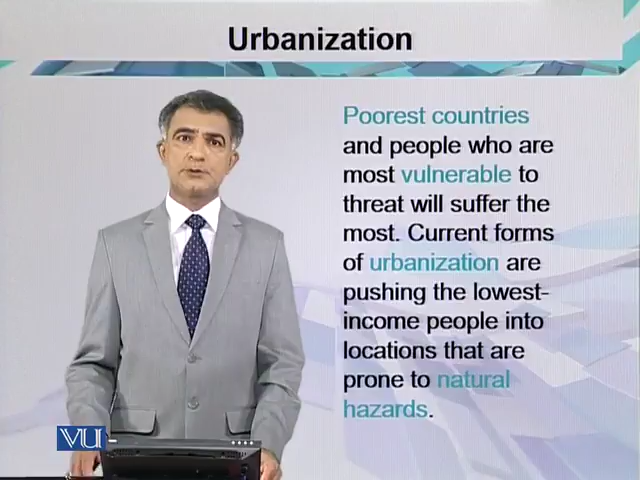 Urbanization
Poorest countries
and people who are
most vulnerable to
threat will suffer the
most. Current forms
of urbanization are
pushing the lowest-
income people into
locations that are
prone to natural
hazards.
VU